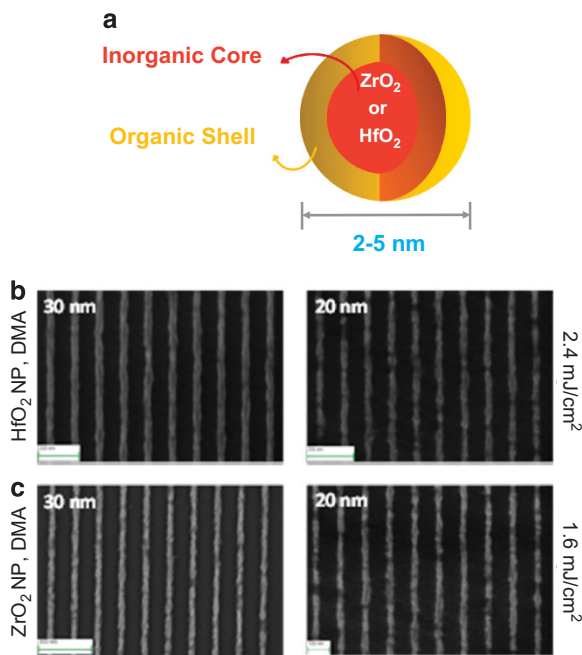 a
Inorganic Core
ZrO2
or
HfO2
Organic Shell
2-5 nm
b
HfO2 NP, DMA
30 nm
20 nm
2.4 mJ/cm2
c
ZrO2 NP, DMA
30 nm
20 nm
1.6 mJ/cm2